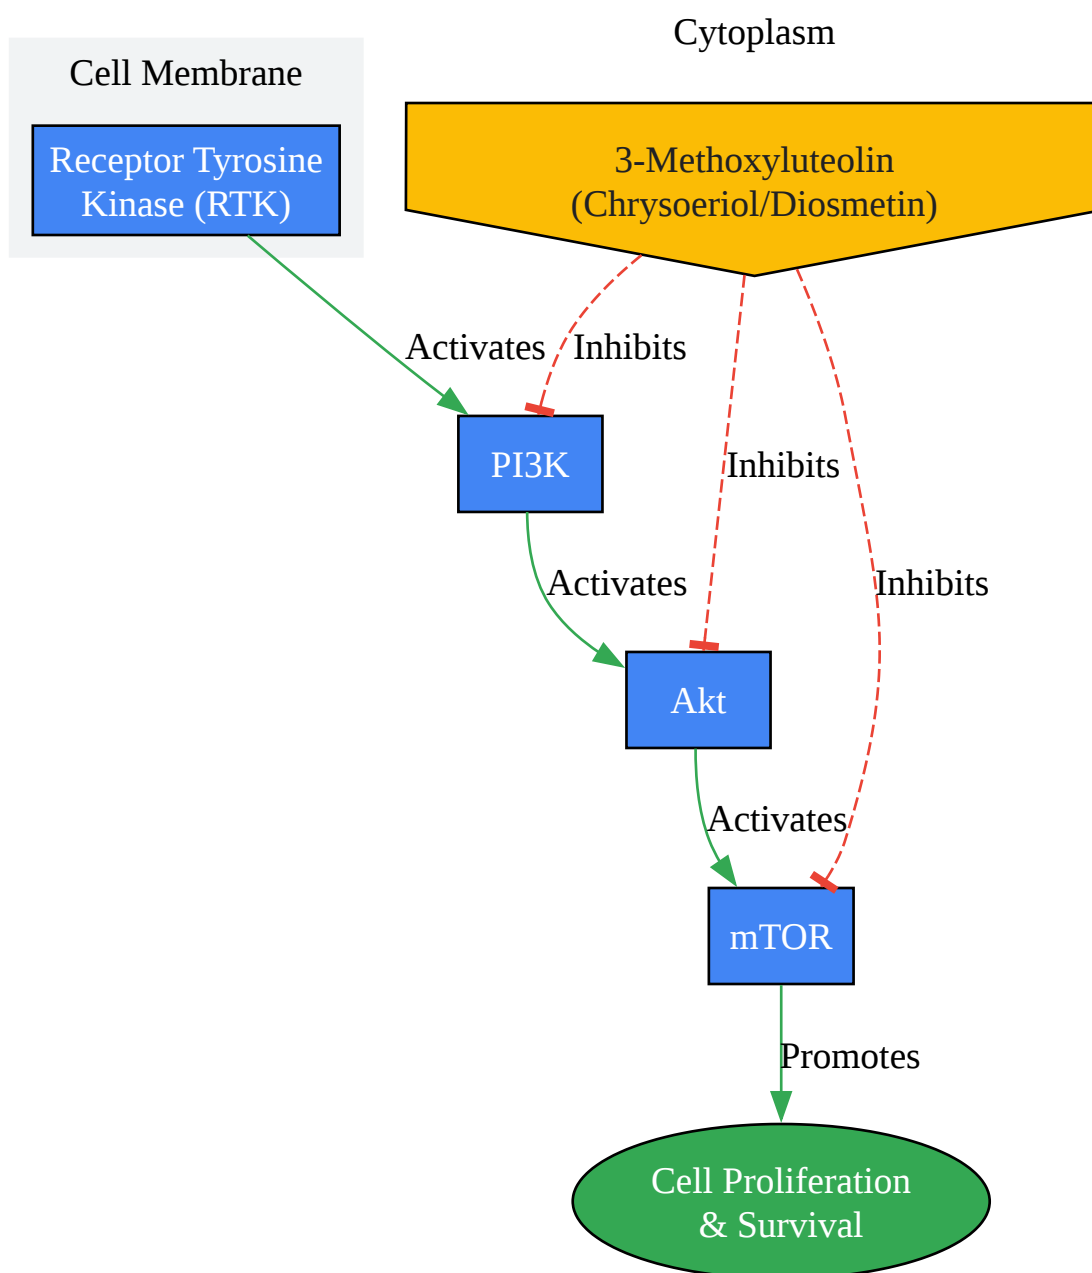 Cytoplasm
Cell Membrane
Receptor Tyrosine
Kinase (RTK)
3-Methoxyluteolin
(Chrysoeriol/Diosmetin)
Activates
Inhibits
PI3K
Inhibits
Activates
Inhibits
Akt
Activates
mTOR
Promotes
Cell Proliferation
& Survival